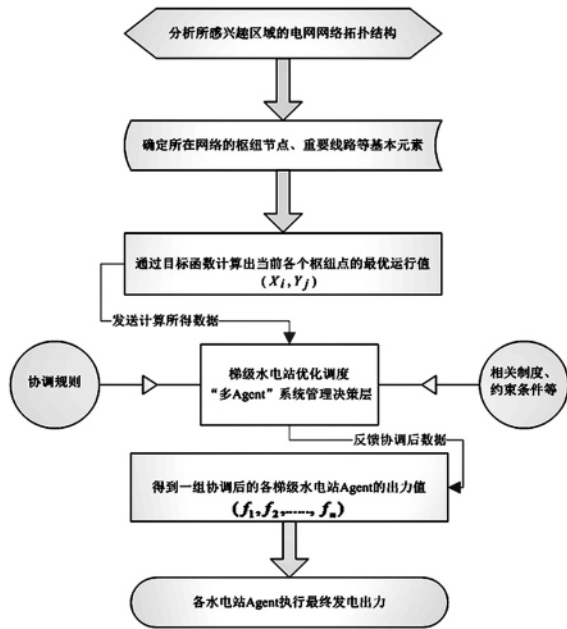 分析所感兴趣区域的电网网络拓扑结构
确定所在网络的枢纽节点、重要线路等基本元素
通过目标函数计算出当前各个枢纽点的最优运行值
(X_i, Y_j)
发送计算所得数据
协调规则
梯级水电站优化调度
“多Agent”系统管理决策层
相关制度、
约束条件等
反馈协调后数据
得到一组协调后的各梯级水电站Agent的出力值
(f_1, f_2, ......, f_n)
各水电站Agent执行最终发电出力